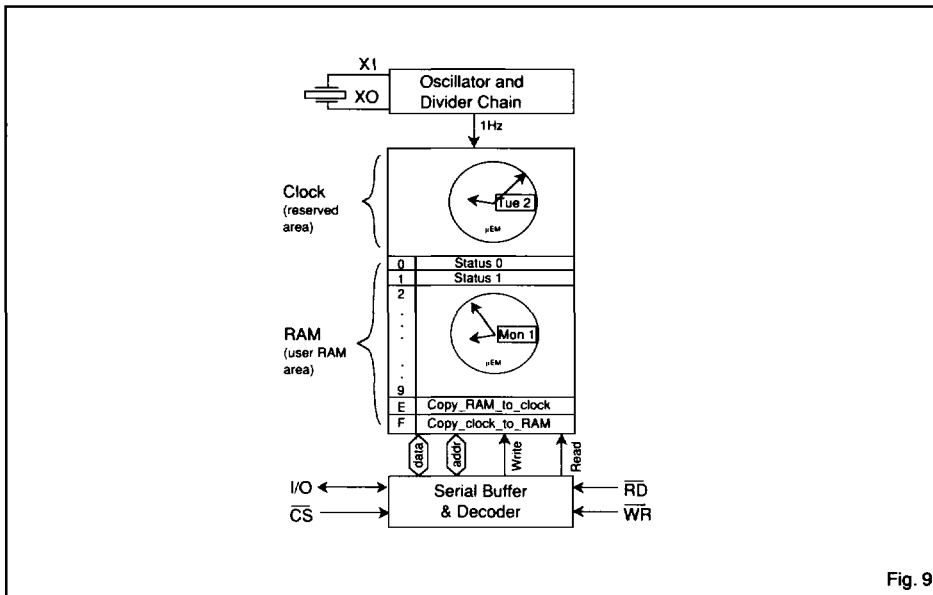 X1
XO
Oscillator and
Divider Chain
1Hz
Clock
(reserved
area)
Tue 2
µEM
0 Status 0
1 Status 1
2
.
.
.
.
.
9
RAM
(user RAM
area)
Mon 1
µEM
E Copy_RAM_to_clock
F Copy_clock_to_RAM
data
addr
Write
Read
I/O
CS
Serial Buffer
& Decoder
RD
WR
Fig. 9